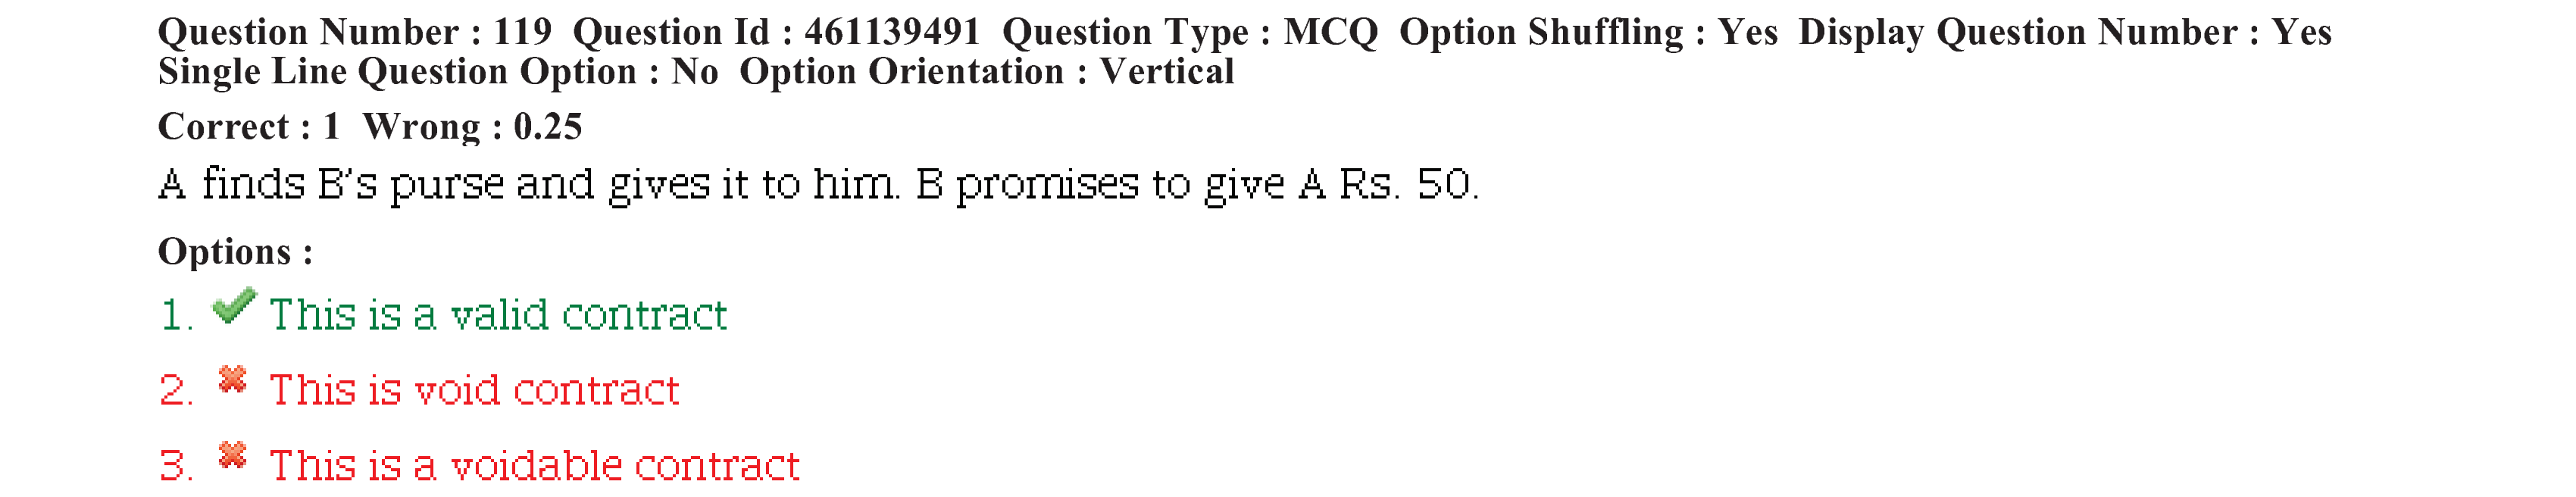 Question Number : 119 Question Id : 461139491 Question Type : MCQ Option Shuffling : Yes Display Question Number : Yes
Single Line Question Option : No Option Orientation : Vertical
Correct : 1 Wrong : 0.25
A finds B's purse and gives it to him. B promises to give A Rs. 50.
Options :
1. This is a valid contract
2. This is void contract
3. This is a voidable contract